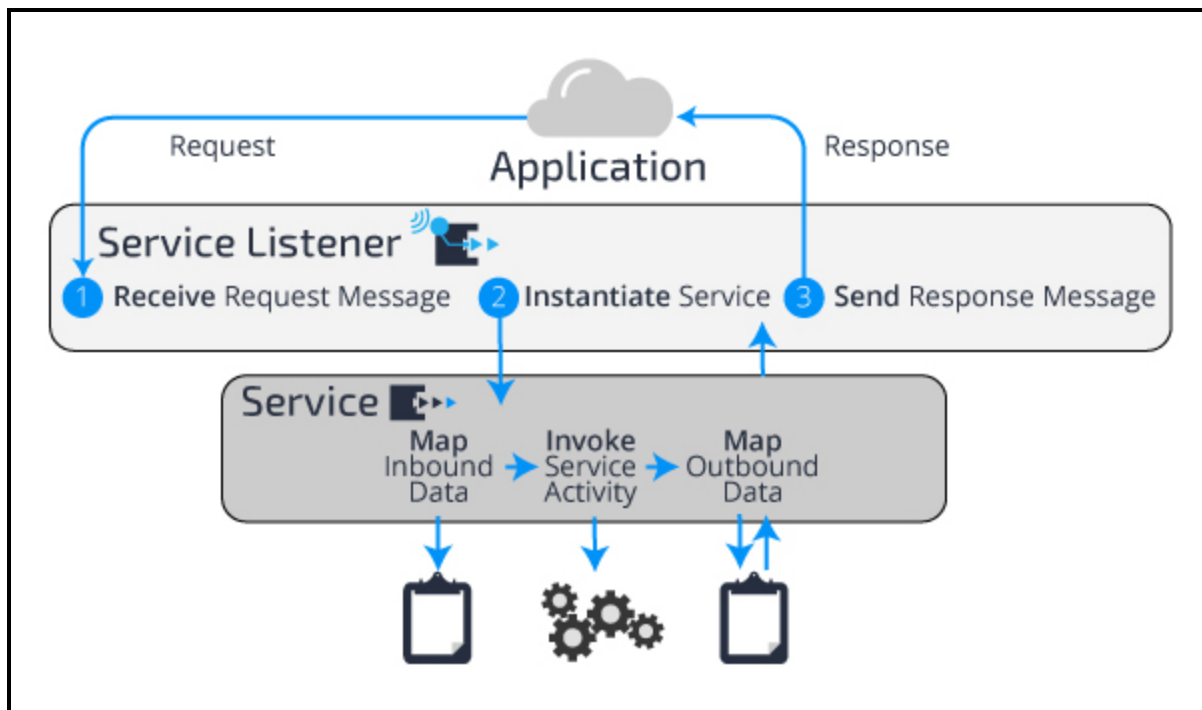 Request
Response
Application
Service Listener
1 Receive Request Message
2 Instantiate Service
3 Send Response Message
Service
Map
Inbound
Data
Invoke
Service
Activity
Map
Outbound
Data